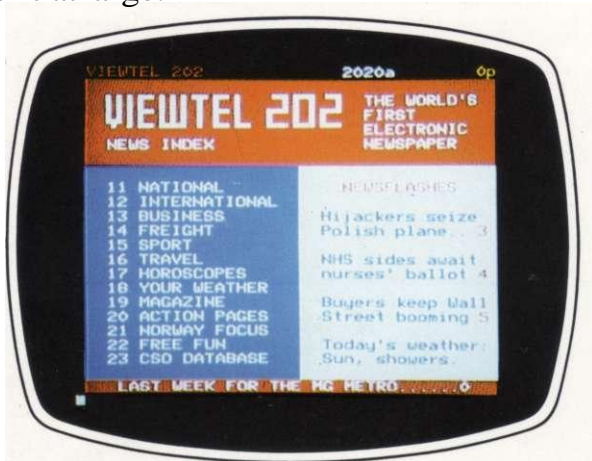 VIEWTEL 202 2020a 0p
VIEWTEL 202
THE WORLD'S
FIRST
ELECTRONIC
NEWSPAPER
NEWS INDEX
11 NATIONAL
12 INTERNATIONAL
13 BUSINESS
14 FREIGHT
15 SPORT
16 TRAVEL
17 HOROSCOPES
18 YOUR WEATHER
19 MAGAZINE
20 ACTION PAGES
21 NORWAY FOCUS
22 FREE FUN
23 CSO DATABASE
NEWSFLASHES
Hijackers seize
Polish plane.. 3
NHS sides await
nurses' ballot 4
Buyers keep Wall
Street booming 5
Today's weather:
Sun, showers.
LAST WEEK FOR THE MG METRO......6